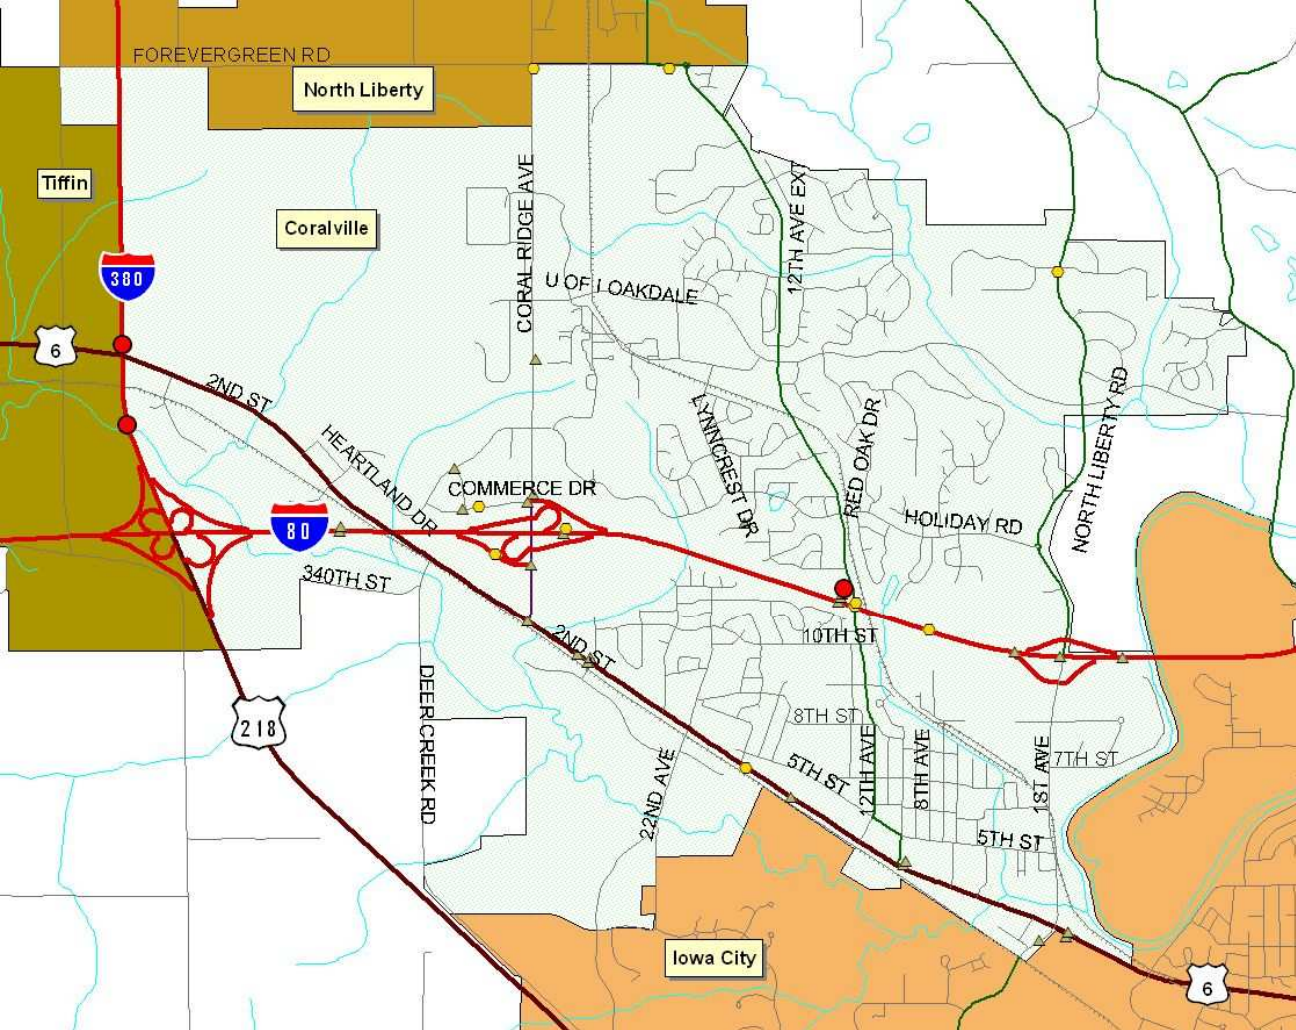 FOREVERGREEN RD
North Liberty
Tiffin
Coralville
CORAL RIDGE AVE
12TH AVE EXT
380
U OF I OAKDALE
6
2ND ST
HEARTLAND DR
LYNNCREST DR
RED OAK DR
NORTH LIBERTY RD
COMMERCE DR
HOLIDAY RD
80
340TH ST
10TH ST
2ND ST
DEER CREEK RD
218
8TH ST
22ND AVE
5TH ST
12TH AVE
8TH AVE
1ST AVE
7TH ST
5TH ST
Iowa City
6